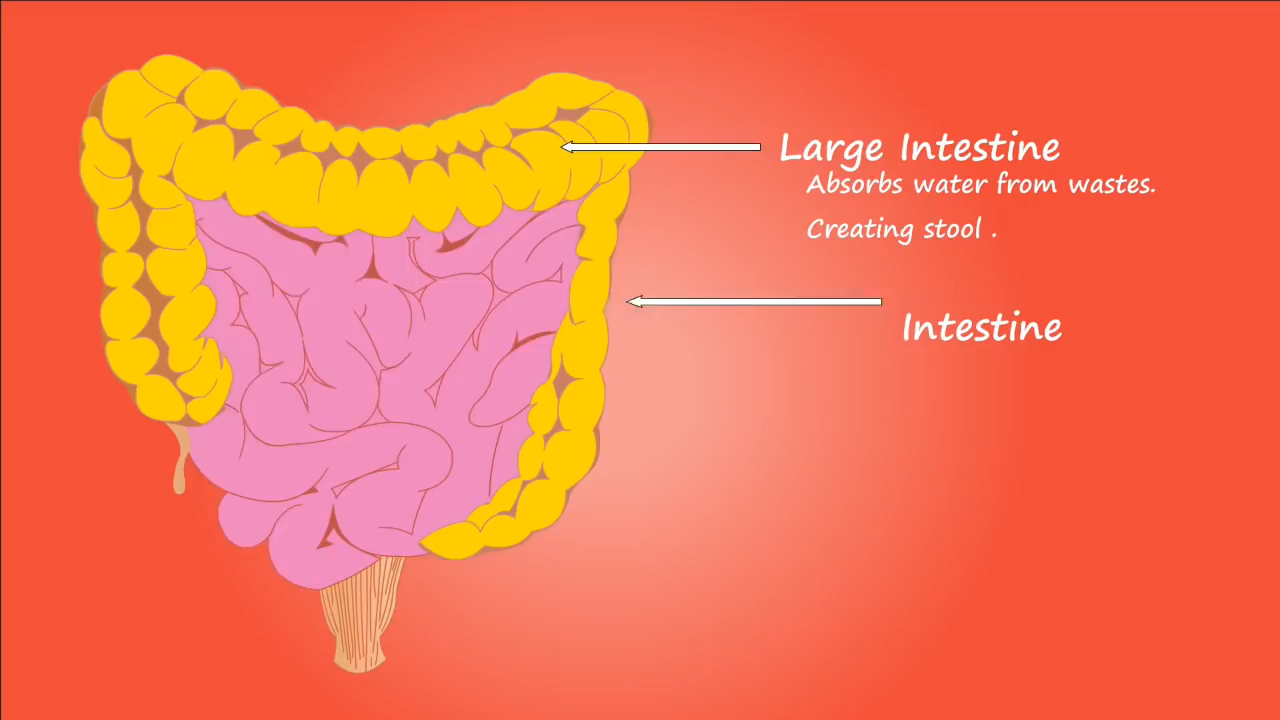 Large Intestine
Absorbs water from wastes.
Creating stool .
Intestine